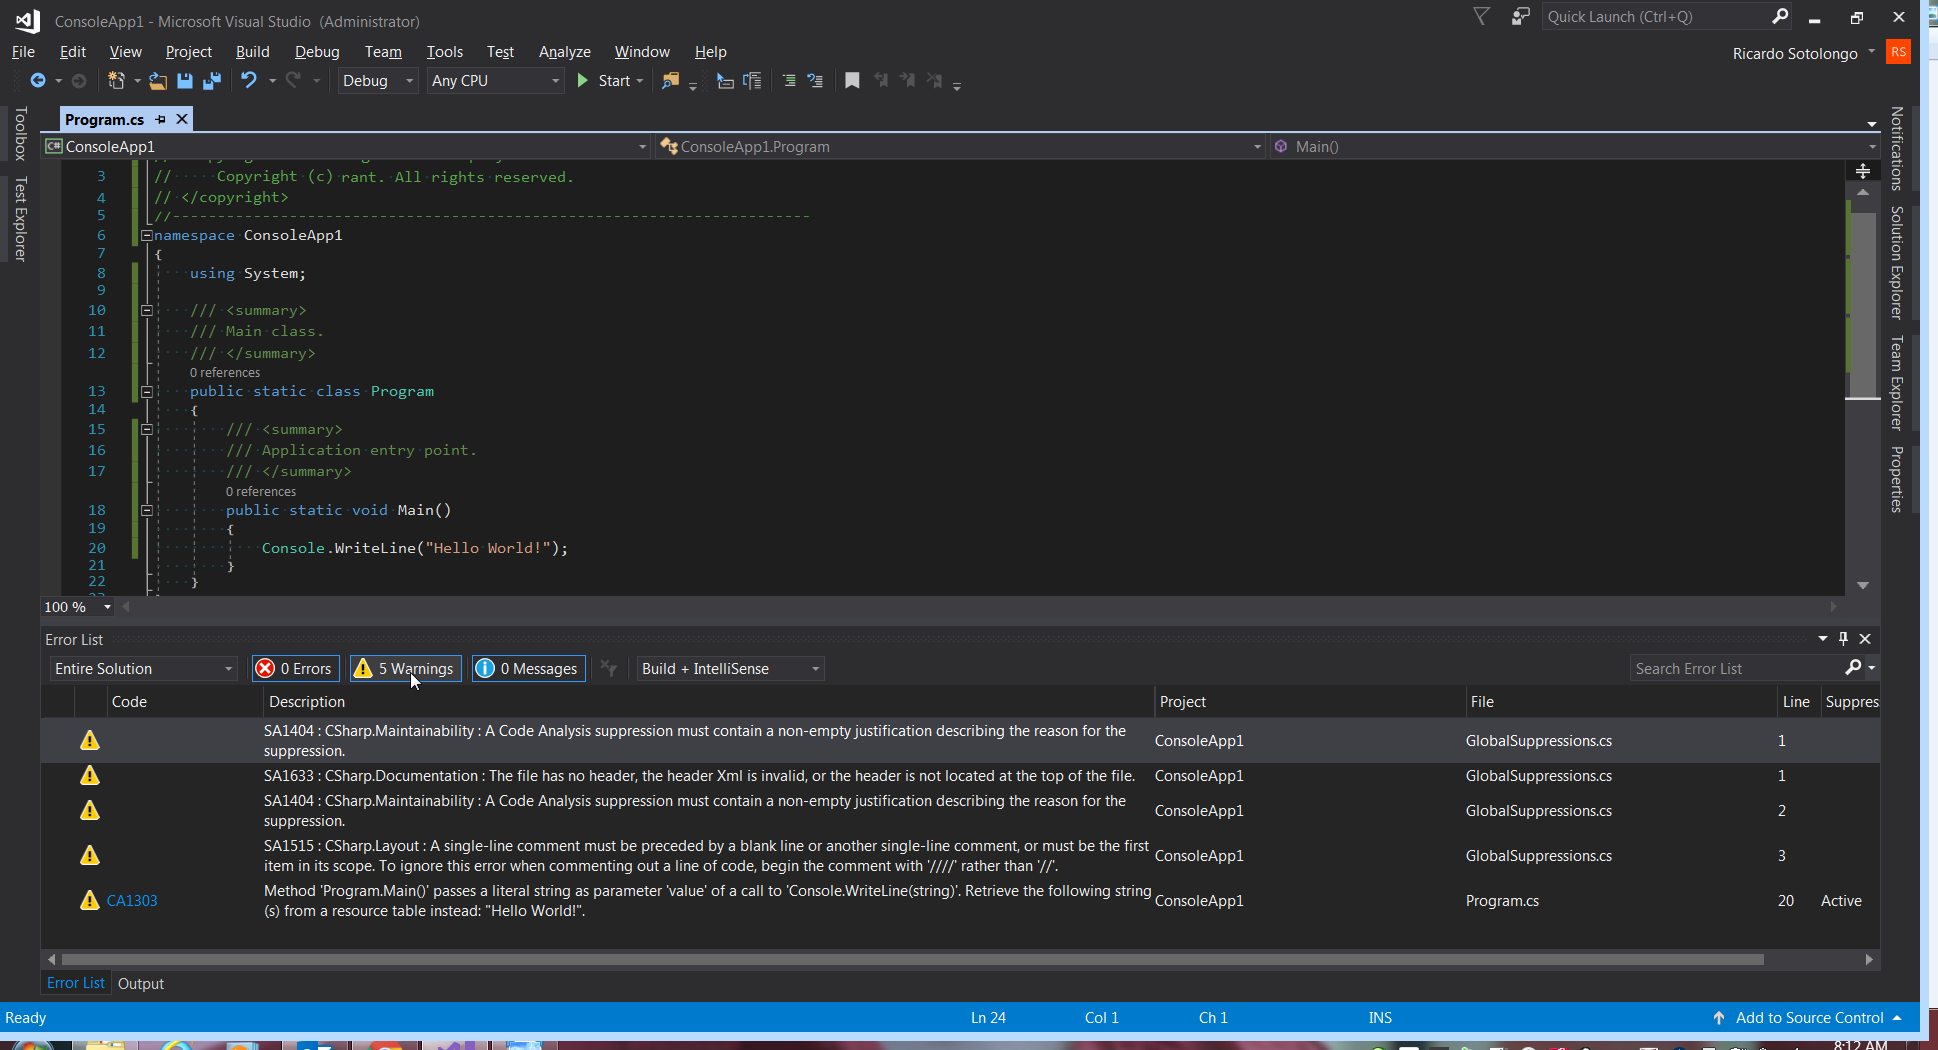 ConsoleApp1 - Microsoft Visual Studio (Administrator)
Quick Launch (Ctrl+Q)
File Edit View Project Build Debug Team Tools Test Analyze Window Help
Ricardo Sotolongo RS
Debug Any CPU Start
Toolbox
Test Explorer
Program.cs
ConsoleApp1 ConsoleApp1.Program Main()
3 // Copyright (c) rant. All rights reserved.
4 // </copyright>
5 //-----------------------------------------------------------------------
6 namespace ConsoleApp1
7 {
8 using System;
9
10 /// <summary>
11 /// Main class.
12 /// </summary>
0 references
13 public static class Program
14 {
15 /// <summary>
16 /// Application entry point.
17 /// </summary>
0 references
18 public static void Main()
19 {
20 Console.WriteLine("Hello World!");
21 }
22 }
100 %
Notifications
Solution Explorer
Team Explorer
Properties
Error List
Entire Solution 0 Errors 5 Warnings 0 Messages Build + IntelliSense Search Error List
Code Description Project File Line Suppres
SA1404 : CSharp.Maintainability : A Code Analysis suppression must contain a non-empty justification describing the reason for the
suppression.
ConsoleApp1 GlobalSuppressions.cs 1
SA1633 : CSharp.Documentation : The file has no header, the header Xml is invalid, or the header is not located at the top of the file. ConsoleApp1 GlobalSuppressions.cs 1
SA1404 : CSharp.Maintainability : A Code Analysis suppression must contain a non-empty justification describing the reason for the
suppression.
ConsoleApp1 GlobalSuppressions.cs 2
SA1515 : CSharp.Layout : A single-line comment must be preceded by a blank line or another single-line comment, or must be the first
item in its scope. To ignore this error when commenting out a line of code, begin the comment with '////' rather than '//'.
ConsoleApp1 GlobalSuppressions.cs 3
CA1303 Method 'Program.Main()' passes a literal string as parameter 'value' of a call to 'Console.WriteLine(string)'. Retrieve the following string
(s) from a resource table instead: "Hello World!".
ConsoleApp1 Program.cs 20 Active
Error List Output
Ready Ln 24 Col 1 Ch 1 INS Add to Source Control
8:12 AM